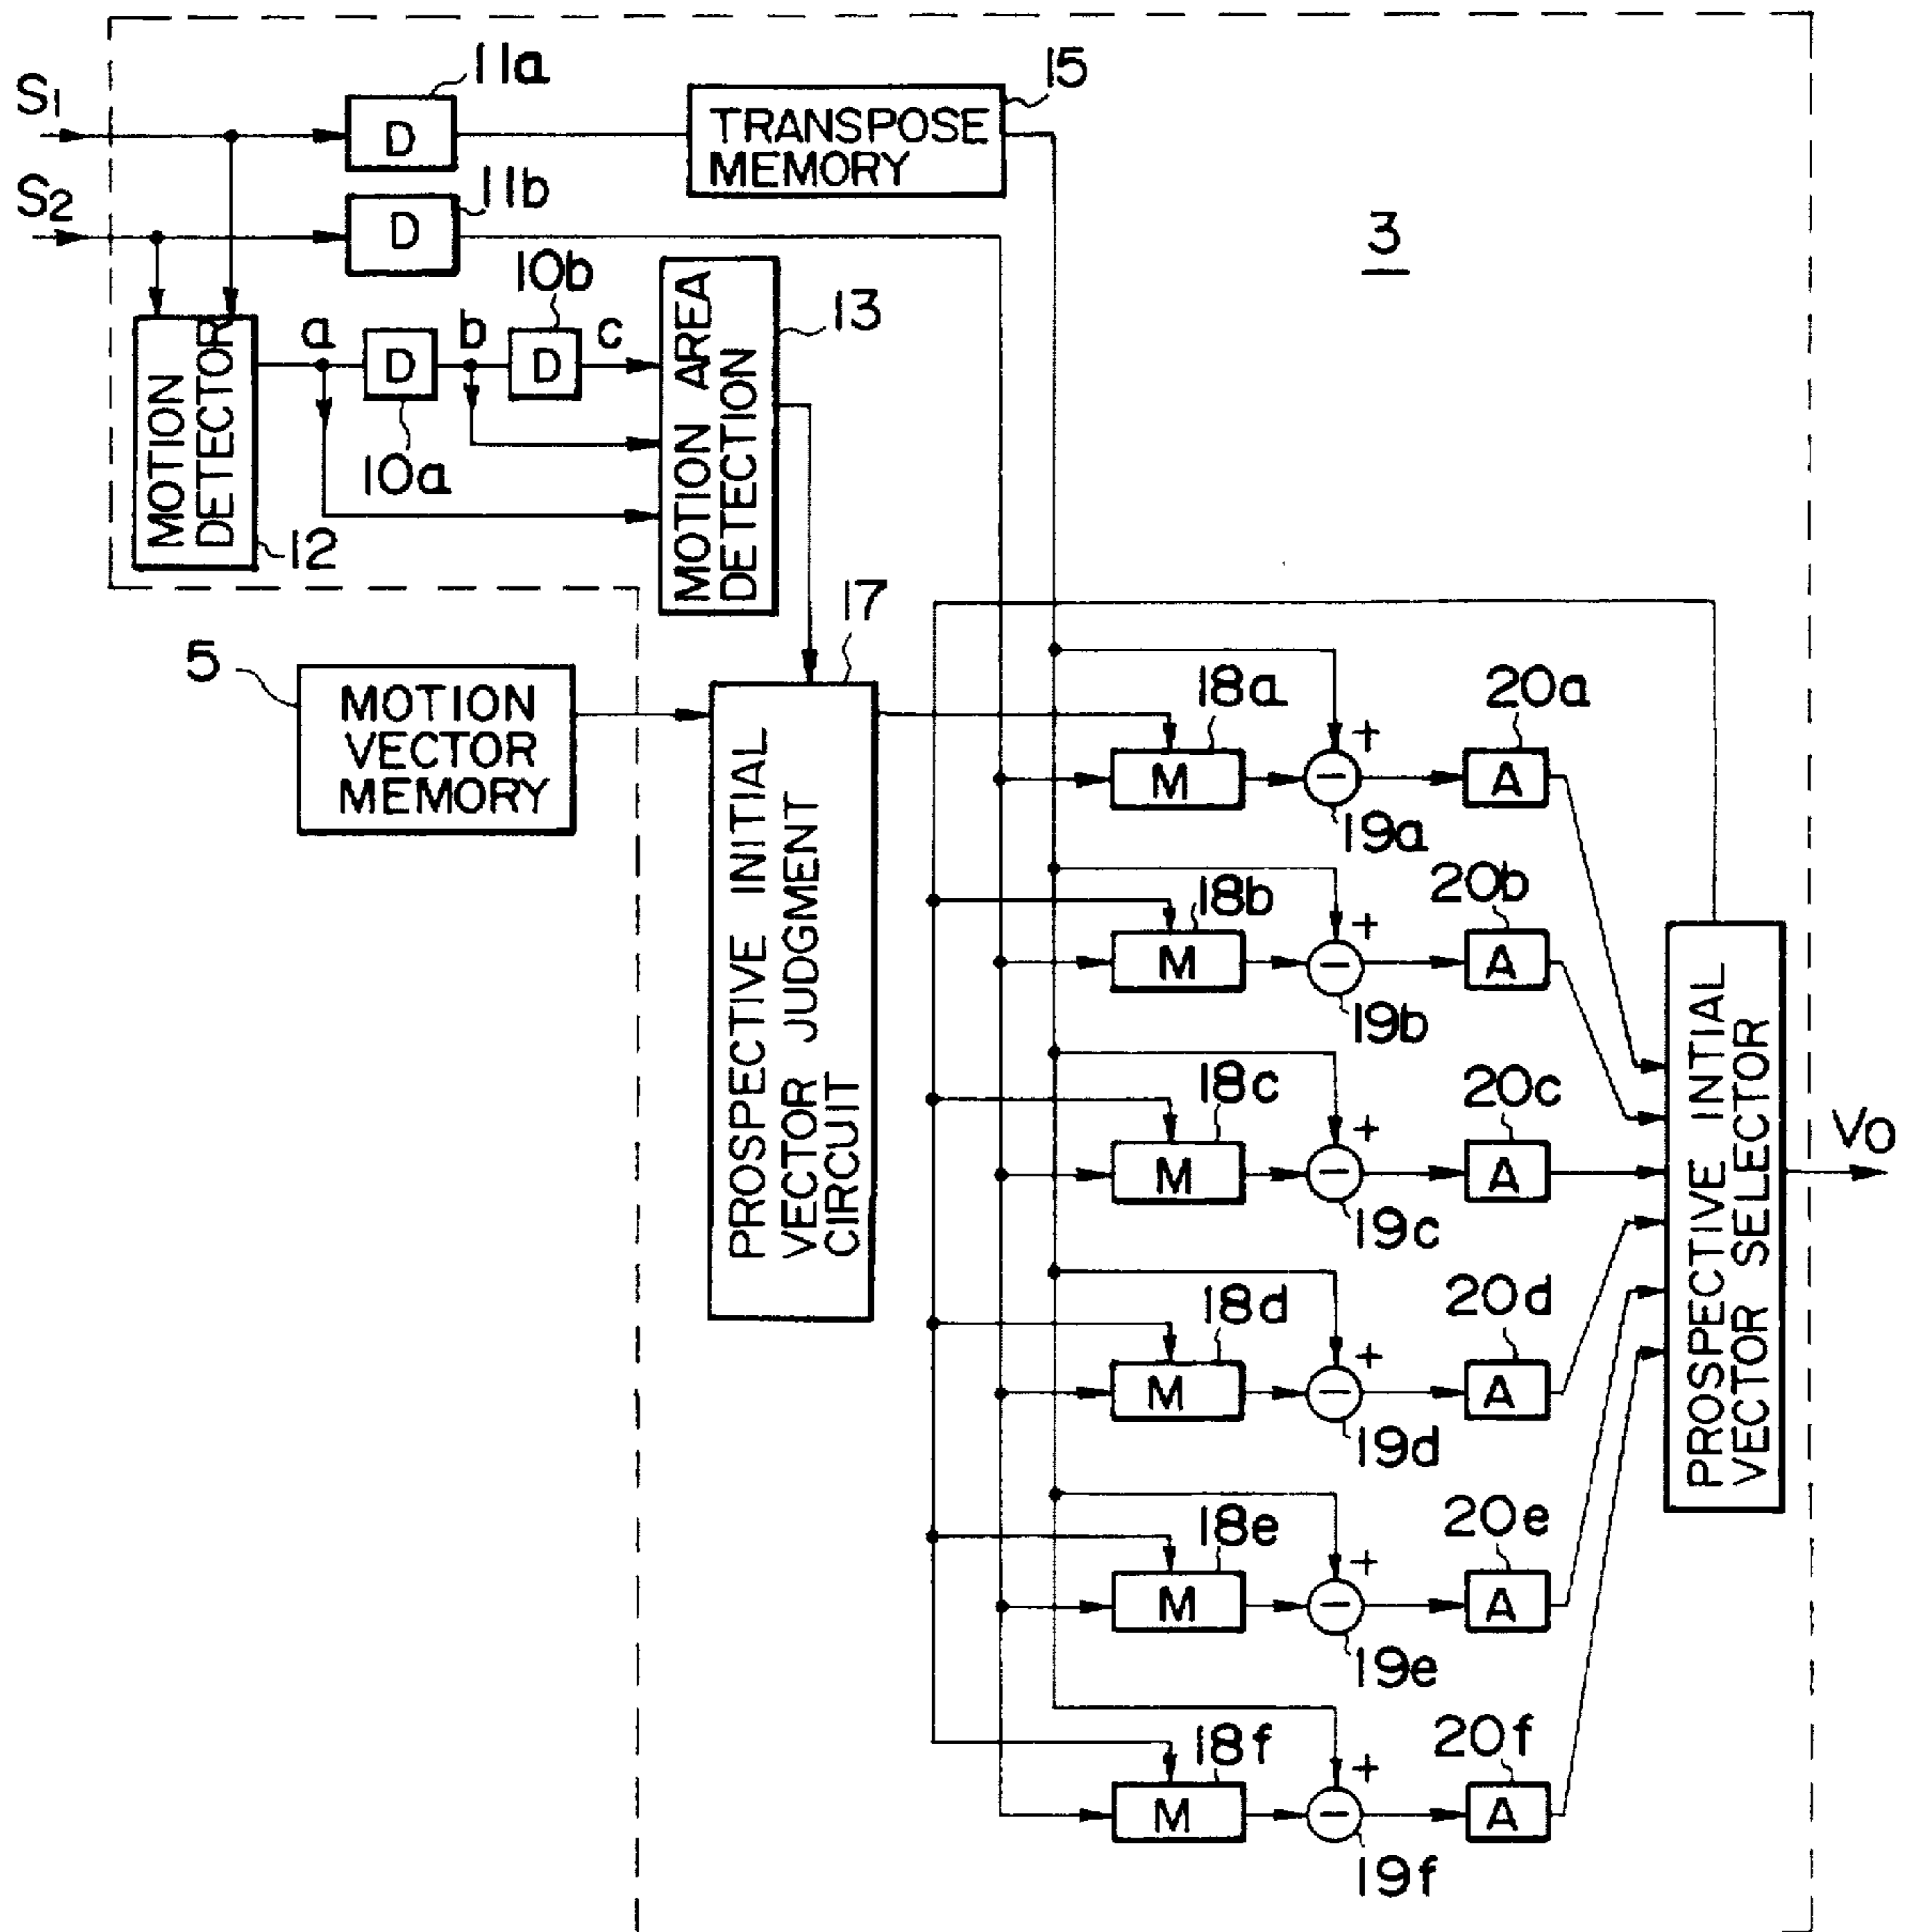 S1
11a
15
D
TRANSPOSE
MEMORY
S2
11b
D
3
10b
13
a
D
b
D
c
10a
MOTION
DETECTOR
12
MOTION AREA
DETECTION
17
5
MOTION
VECTOR
MEMORY
PROSPECTIVE INITIAL
VECTOR JUDGMENT
CIRCUIT
18a
20a
+
M
−
A
19a
18b
20b
+
M
−
A
19b
18c
20c
+
M
−
A
19c
18d
20d
+
M
−
A
19d
18e
20e
+
M
−
A
19e
18f
20f
+
M
−
A
19f
PROSPECTIVE INTIAL
VECTOR SELECTOR
VO